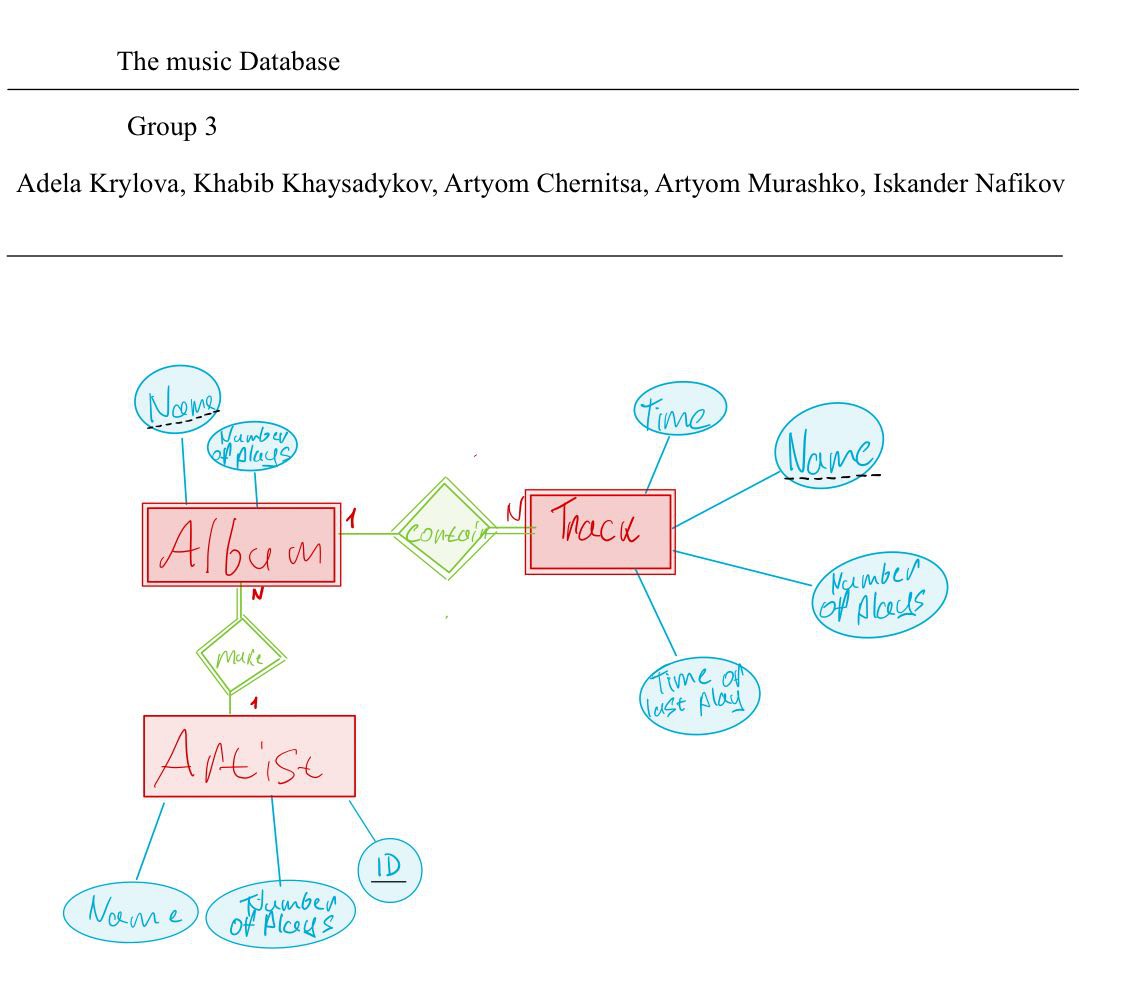 The music Database
Group 3
Adela Krylova, Khabib Khaysadykov, Artyom Chernitsa, Artyom Murashko, Iskander Nafikov
Name
Number
of plays
Time
Name
Album
1
contain
N
Track
Number
of plays
N
make
Time of
last play
1
Artist
ID
Name
Number
of Plays